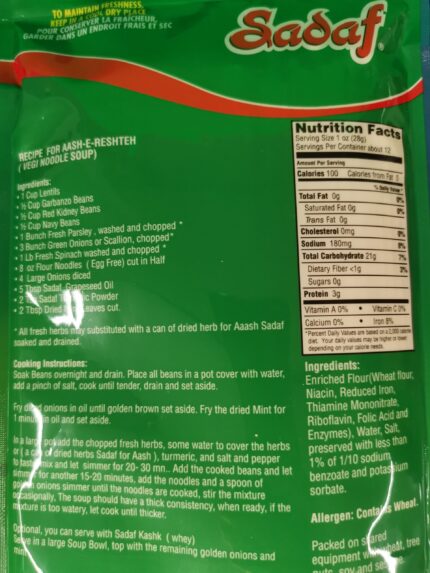 TO MAINTAIN FRESHNESS,
KEEP IN A COOL DRY PLACE
POUR CONSERVER LA FRAICHEUR,
GARDER DANS UN ENDROIT FRAIS ET SEC
Sadaf
RECIPE FOR AASH-E-RESHTEH
( VEGI NOODLE SOUP)
Ingredients:
• 1 Cup Lentils
• ½ Cup Garbanzo Beans
• ½ Cup Red Kidney Beans
• ½ Cup Navy Beans
• 1 Bunch Fresh Parsley , washed and chopped *
• 3 Bunch Green Onions or Scallion, chopped*
• 1 Lb Fresh Spinach washed and chopped *
• 8 oz Flour Noodles ( Egg Free) cut in Half
• 4 Large Onions diced
• 5 Tbsp Sadaf Grapeseed Oil
• 2 Sadaf Powder
• 2 Tbsp Dried Leaves cut.
* All fresh herbs may substituted with a can of dried herb for Aaash Sadaf
soaked and drained.
Cooking Instructions:
Soak Beans overnight and drain. Place all beans in a pot cover with water,
add a pinch of salt, cook until tender, drain and set aside.
Fry diced onions in oil until golden brown set aside. Fry the dried Mint for
1 minute in oil and set aside.
In a large pot add the chopped fresh herbs, some water to cover the herbs
or ( a can of dried herbs Sadaf for Aash ), turmeric, and salt and pepper
to taste mix and let simmer for 20- 30 mn.. Add the cooked beans and let
simmer for another 15-20 minutes, add the noodles and a spoon of
golden onions simmer until the noodles are cooked, stir the mixture
occasionally, The soup should have a thick consistency, when ready, if the
mixture is too watery, let cook until thicker.
Optional, you can serve with Sadaf Kashk ( whey)
Serve in a large Soup Bowl, top with the remaining golden onions and
mint
Nutrition Facts
Serving Size 1 oz (28g)
Servings Per Container about 12
Amount Per Serving
Calories 100 Calories from Fat 0
% Daily Value*
Total Fat 0g 0%
Saturated Fat 0g 0%
Trans Fat 0g
Cholesterol 0mg 0%
Sodium 180mg 8%
Total Carbohydrate 21g 7%
Dietary Fiber <1g 3%
Sugars 0g
Protein 3g
Vitamin A 0% • Vitamin C 0%
Calcium 0% • Iron 8%
*Percent Daily Values are based on a 2,000 calorie
diet. Your daily values may be higher or lower
depending on your calorie needs.
Ingredients:
Enriched Flour(Wheat flour,
Niacin, Reduced Iron,
Thiamine Mononitrate,
Riboflavin, Folic Acid and
Enzymes), Water, Salt,
preserved with less than
1% of 1/10 sodium
benzoate and potassium
sorbate.
Allergen: Contains Wheat.
Packed on shared
equipment wheat, tree
nuts, soy and